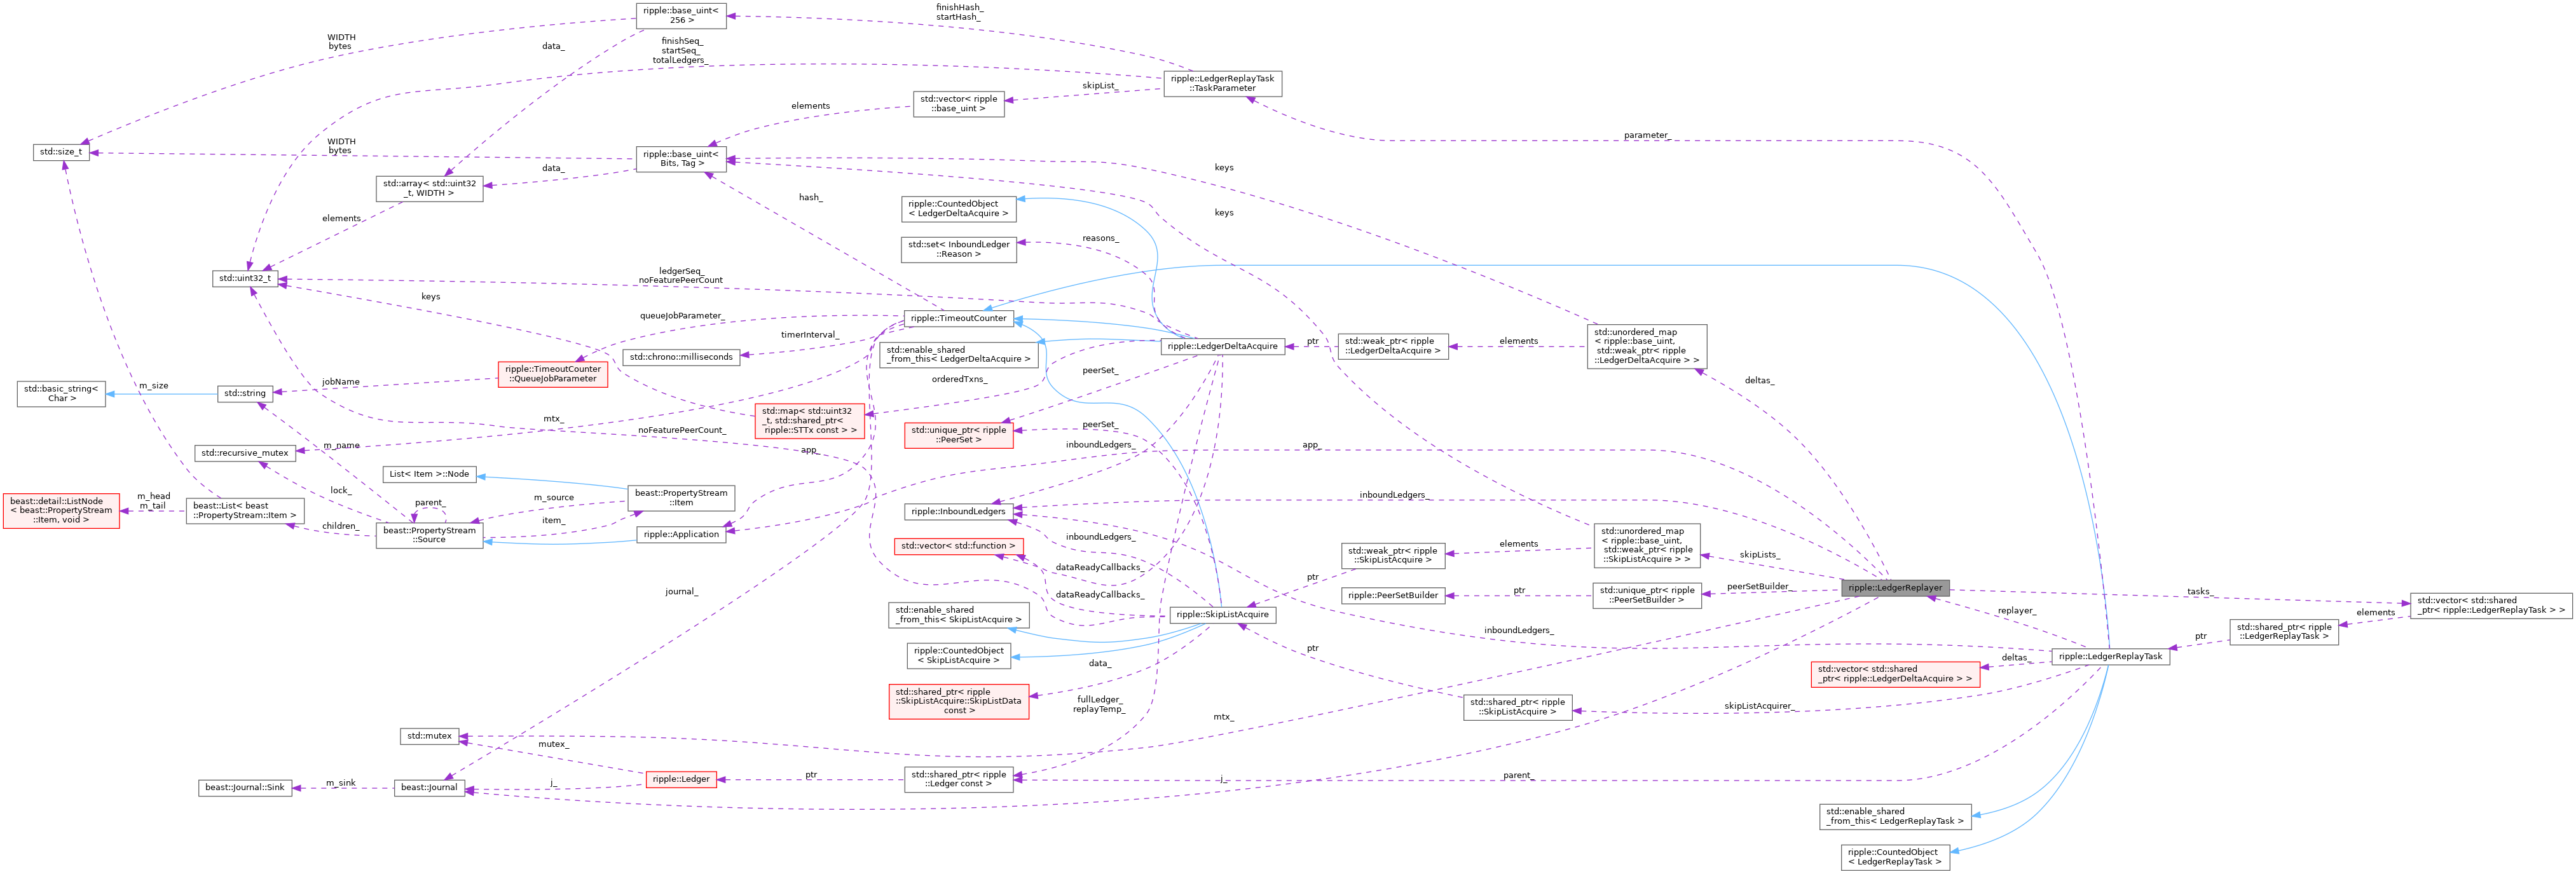 ripple::base_uint<
256 >
finishHash_
startHash_
WIDTH
bytes
data_
finishSeq_
startSeq_
totalLedgers_
ripple::LedgerReplayTask
::TaskParameter
skipList_
std::vector< ripple
::base_uint >
elements
parameter_
std::size_t
WIDTH
bytes
ripple::base_uint<
Bits, Tag >
data_
keys
std::array< std::uint32
_t, WIDTH >
hash_
ripple::CountedObject
< LedgerDeltaAcquire >
keys
elements
std::set< InboundLedger
::Reason >
reasons_
std::uint32_t
ledgerSeq_
noFeaturePeerCount
keys
queueJobParameter_
ripple::TimeoutCounter
timerInterval_
std::chrono::milliseconds
std::enable_shared
_from_this< LedgerDeltaAcquire >
ripple::LedgerDeltaAcquire
ptr
std::weak_ptr< ripple
::LedgerDeltaAcquire >
elements
std::unordered_map
< ripple::base_uint,
std::weak_ptr< ripple
::LedgerDeltaAcquire > >
ripple::TimeoutCounter
::QueueJobParameter
jobName
m_size
std::basic_string<
Char >
std::string
orderedTxns_
peerSet_
deltas_
std::map< std::uint32
_t, std::shared_ptr<
ripple::STTx const > >
mtx_
noFeaturePeerCount_
std::unique_ptr< ripple
::PeerSet >
peerSet_
m_name
std::recursive_mutex
app_
inboundLedgers_
app_
List< Item >::Node
lock_
m_head
m_tail
beast::detail::ListNode
< beast::PropertyStream
::Item, void >
beast::List< beast
::PropertyStream::Item >
parent_
m_source
beast::PropertyStream
::Item
inboundLedgers_
ripple::InboundLedgers
children_
beast::PropertyStream
::Source
item_
ripple::Application
inboundLedgers_
std::vector< std::function >
std::weak_ptr< ripple
::SkipListAcquire >
elements
std::unordered_map
< ripple::base_uint,
std::weak_ptr< ripple
::SkipListAcquire > >
skipLists_
dataReadyCallbacks_
ptr
journal_
dataReadyCallbacks_
ripple::PeerSetBuilder
ptr
std::unique_ptr< ripple
::PeerSetBuilder >
peerSetBuilder_
ripple::LedgerReplayer
tasks_
std::vector< std::shared
_ptr< ripple::LedgerReplayTask > >
std::enable_shared
_from_this< SkipListAcquire >
ripple::SkipListAcquire
replayer_
elements
inboundLedgers_
std::shared_ptr< ripple
::LedgerReplayTask >
ptr
ripple::CountedObject
< SkipListAcquire >
data_
ptr
ripple::LedgerReplayTask
deltas_
std::vector< std::shared
_ptr< ripple::LedgerDeltaAcquire > >
std::shared_ptr< ripple
::SkipListAcquire::SkipListData
const >
fullLedger_
replayTemp_
std::shared_ptr< ripple
::SkipListAcquire >
skipListAcquirer_
mtx_
std::mutex
mutex_
ripple::Ledger
ptr
std::shared_ptr< ripple
::Ledger const >
j_
parent_
beast::Journal::Sink
m_sink
beast::Journal
j_
std::enable_shared
_from_this< LedgerReplayTask >
ripple::CountedObject
< LedgerReplayTask >